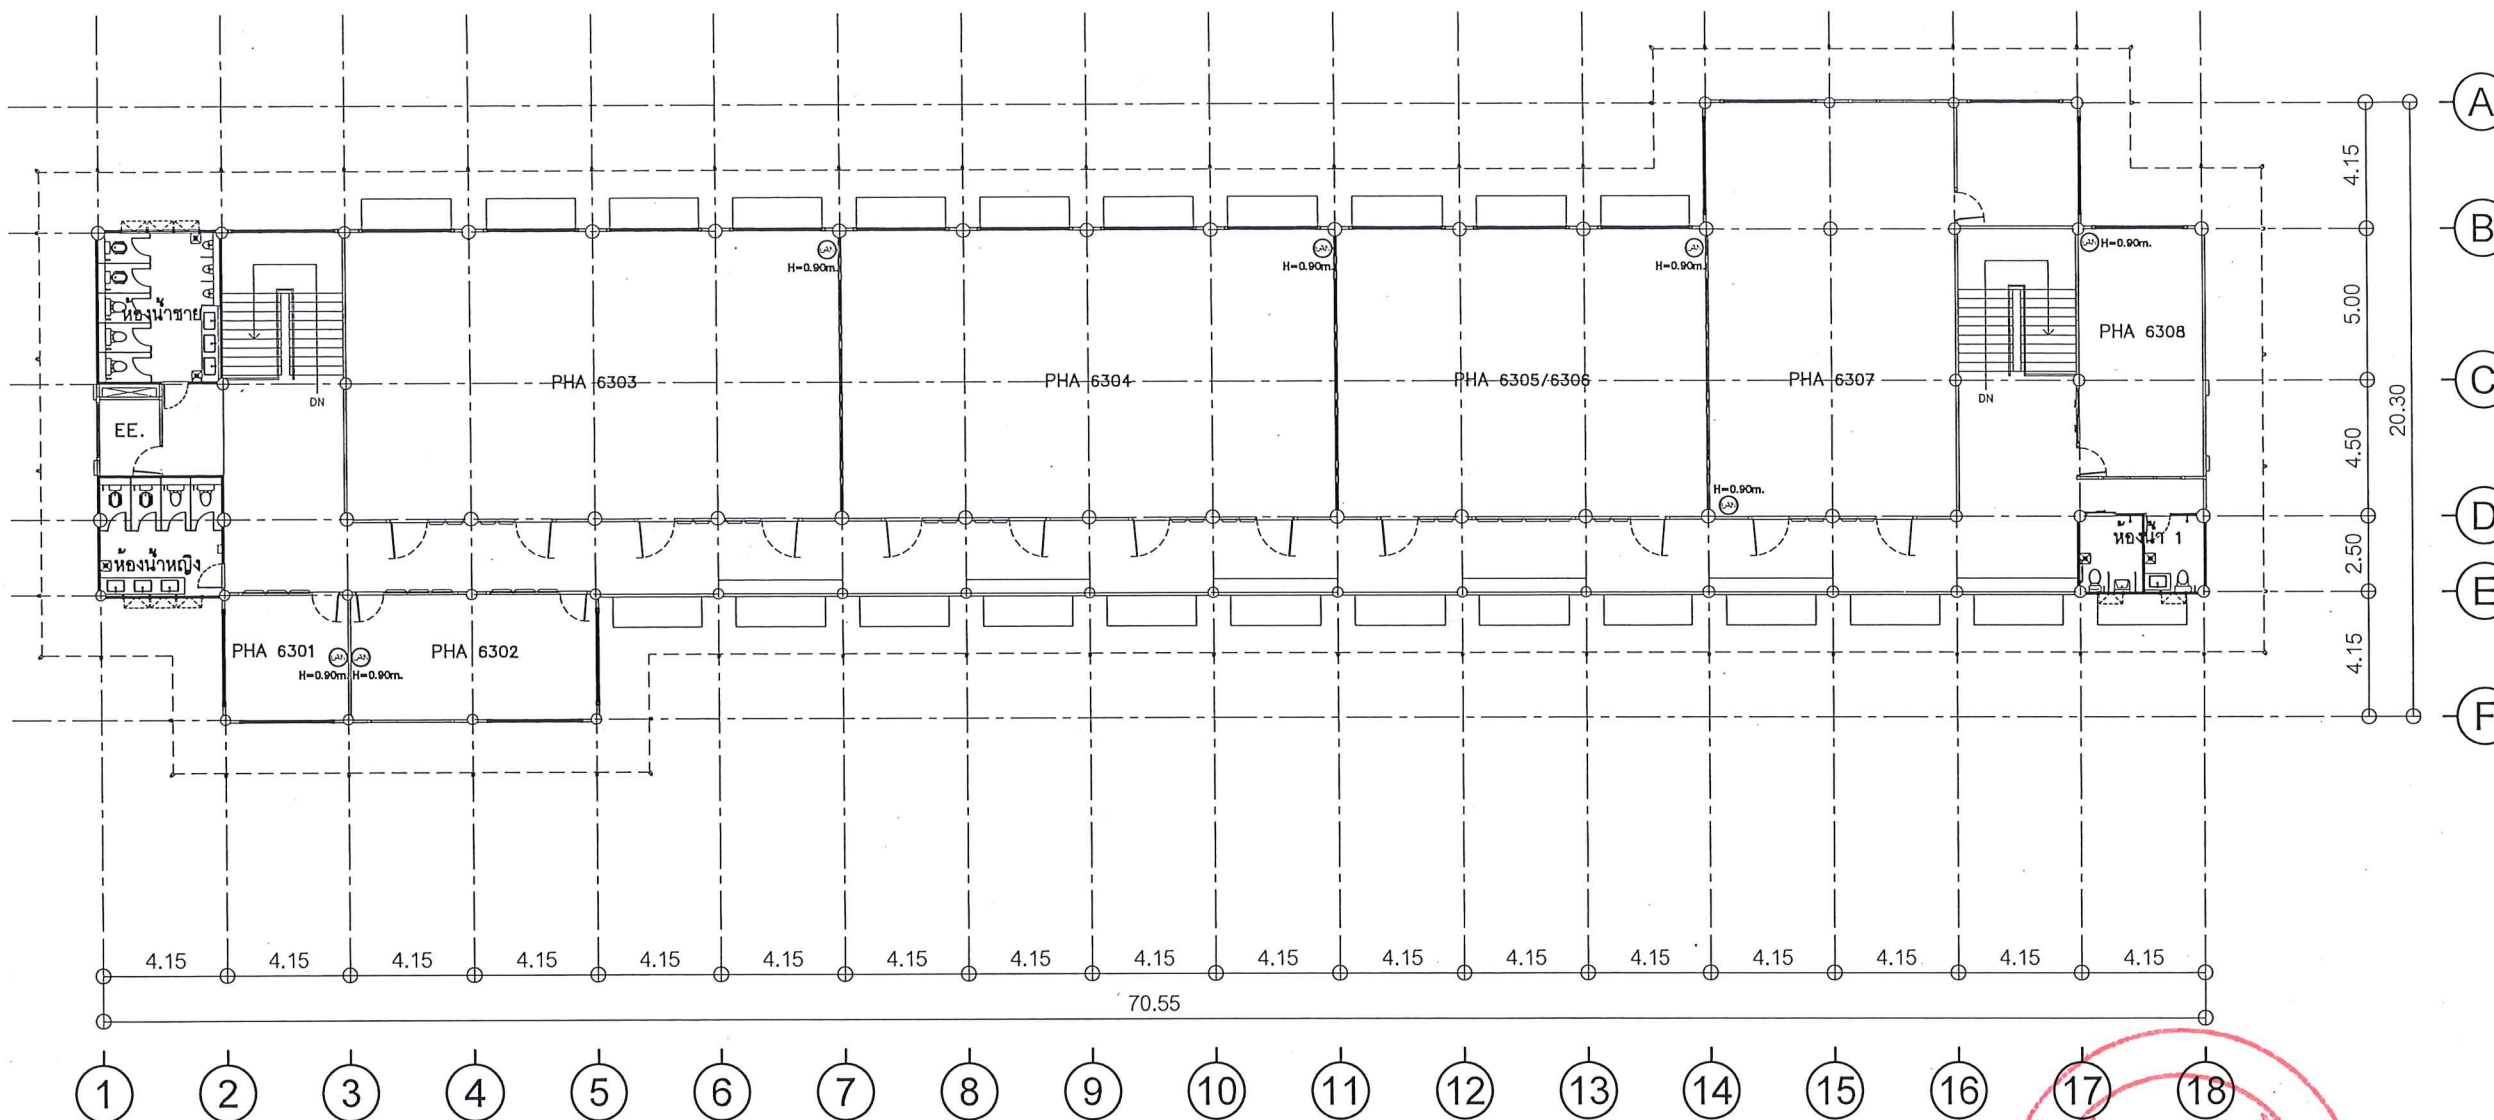 A
4.15
B
H=0.90m.
H=0.90m.
H=0.90m.
H=0.90m.
ห้องน้ำชาย
5.00
PHA 6308
PHA 6303
PHA 6304
PHA 6305/6306
PHA 6307
C
DN
DN
20.30
EE.
4.50
H=0.90m.
D
ห้องน้ำ 1
ห้องน้ำหญิง
2.50
E
PHA 6301
PHA 6302
4.15
H=0.90m.
H=0.90m.
F
4.15 4.15 4.15 4.15 4.15 4.15 4.15 4.15 4.15 4.15 4.15 4.15 4.15 4.15 4.15 4.15 4.15
70.55
1 2 3 4 5 6 7 8 9 10 11 12 13 14 15 16 17 18